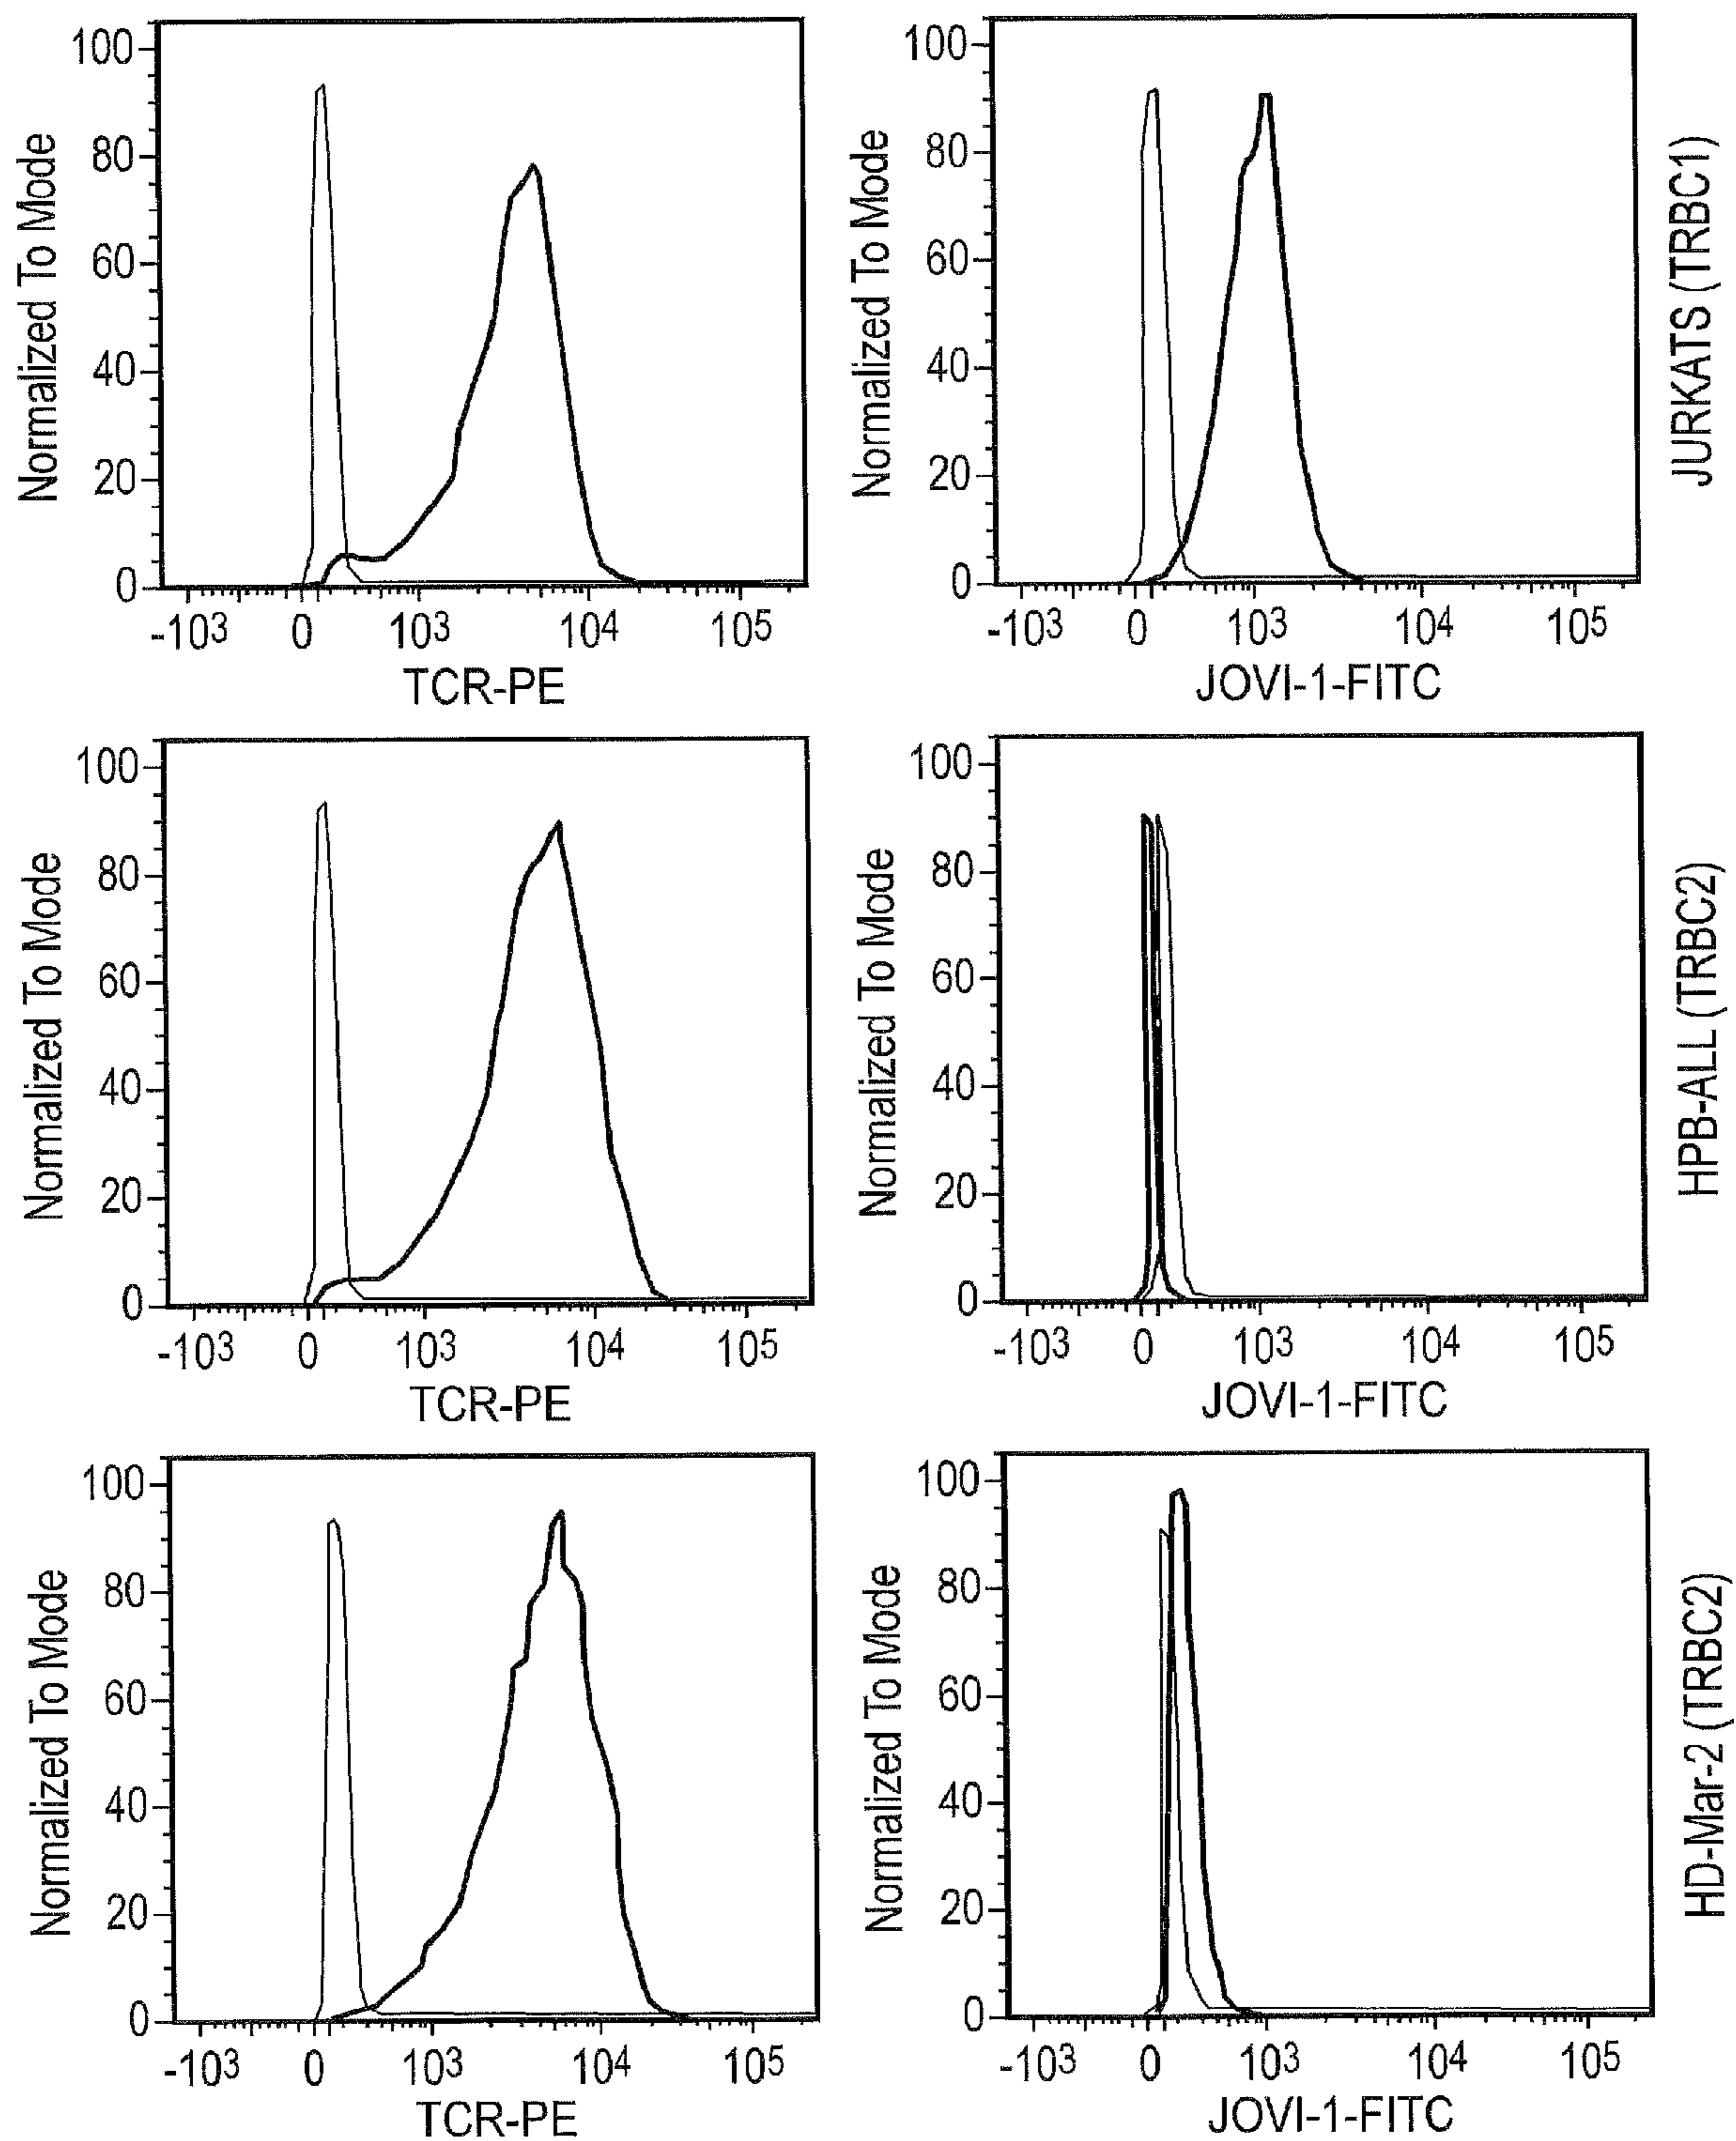 100
80
60
40
20
0
Normalized To Mode
-10³ 0 10³ 10⁴ 10⁵
TCR-PE
100
80
60
40
20
0
Normalized To Mode
-10³ 0 10³ 10⁴ 10⁵
JOVI-1-FITC
JURKATS (TRBC1)
100
80
60
40
20
0
Normalized To Mode
-10³ 0 10³ 10⁴ 10⁵
TCR-PE
100
80
60
40
20
0
Normalized To Mode
-10³ 0 10³ 10⁴ 10⁵
JOVI-1-FITC
HPB-ALL (TRBC2)
100
80
60
40
20
0
Normalized To Mode
-10³ 0 10³ 10⁴ 10⁵
TCR-PE
100
80
60
40
20
0
Normalized To Mode
-10³ 0 10³ 10⁴ 10⁵
JOVI-1-FITC
HD-Mar-2 (TRBC2)